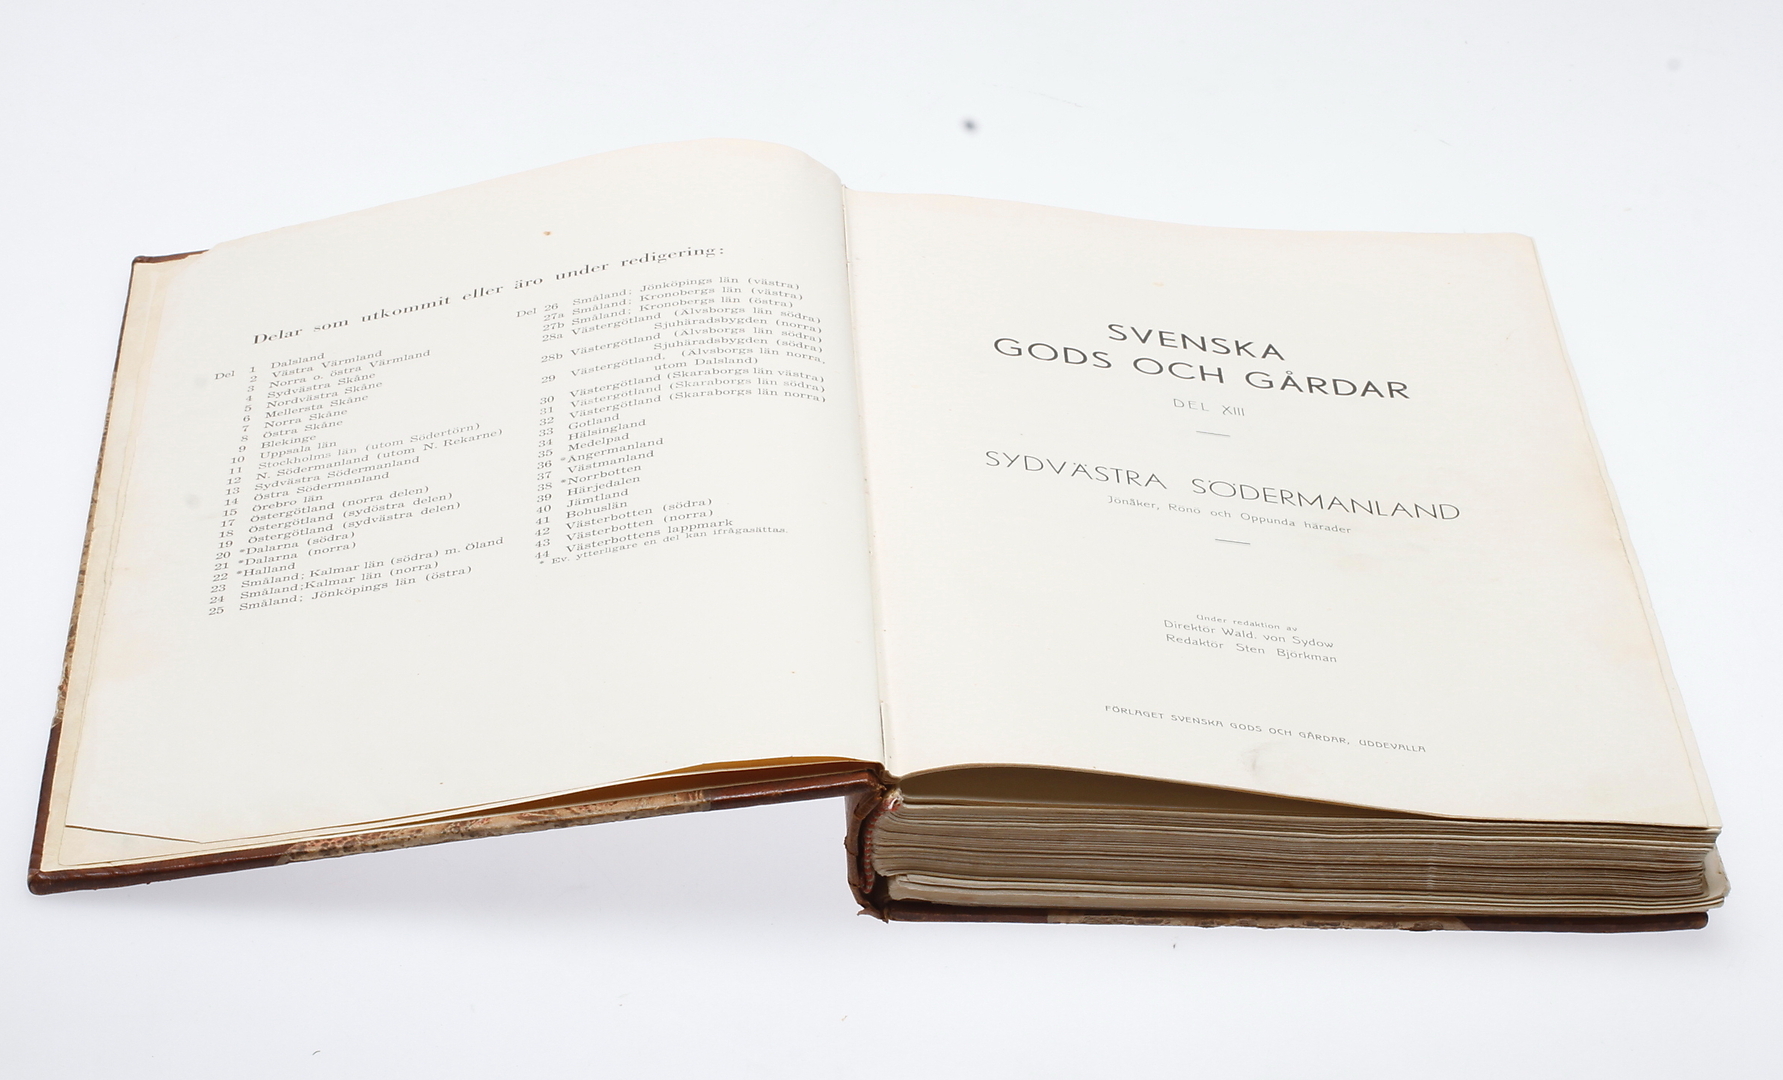 Delar som utkommit eller äro under redigering:
Del 1 Dalsland
2 Västra Värmland
3 Norra o. östra Värmland
4 Sydvästra Skåne
5 Nordvästra Skåne
6 Mellersta Skåne
7 Norra Skåne
8 Östra Skåne
9 Blekinge
10 Uppsala län
11 Stockholms län (utom Södertörn)
12 N. Södermanland (utom N. Rekarne)
13 Sydvästra Södermanland
14 Östra Södermanland
15 Örebro län
17 Östergötland (norra delen)
18 Östergötland (sydöstra delen)
19 Östergötland (sydvästra delen)
20 *Dalarna (södra)
21 *Dalarna (norra)
22 *Halland
23 Småland; Kalmar län (södra) m. Öland
24 Småland; Kalmar län (norra)
25 Småland; Jönköpings län (östra)
Del 26 Småland; Jönköpings län (västra)
27a Småland; Kronobergs län (västra)
27b Småland; Kronobergs län (östra)
28a Västergötland (Älvsborgs län södra)
Sjuhäradsbygden (norra)
28b Västergötland (Älvsborgs län södra)
Sjuhäradsbygden (södra)
29 Västergötland, (Älvsborgs län norra,
utom Dalsland)
30 Västergötland (Skaraborgs län västra)
31 Västergötland (Skaraborgs län södra)
32 Västergötland (Skaraborgs län norra)
33 Gotland
34 Hälsingland
35 Medelpad
36 *Ångermanland
37 Västmanland
38 *Norrbotten
39 Härjedalen
40 Jämtland
41 Bohuslän
42 Västerbotten (södra)
43 Västerbotten (norra)
44 Västerbottens lappmark
* Ev. ytterligare en del kan ifrågasättas.
SVENSKA
GODS OCH GÅRDAR
DEL XIII
SYDVÄSTRA SÖDERMANLAND
Jönåker, Rönö och Oppunda härader
Under redaktion av
Direktör Wald. von Sydow
Redaktör Sten Björkman
FÖRLAGET SVENSKA GODS OCH GÅRDAR, UDDEVALLA